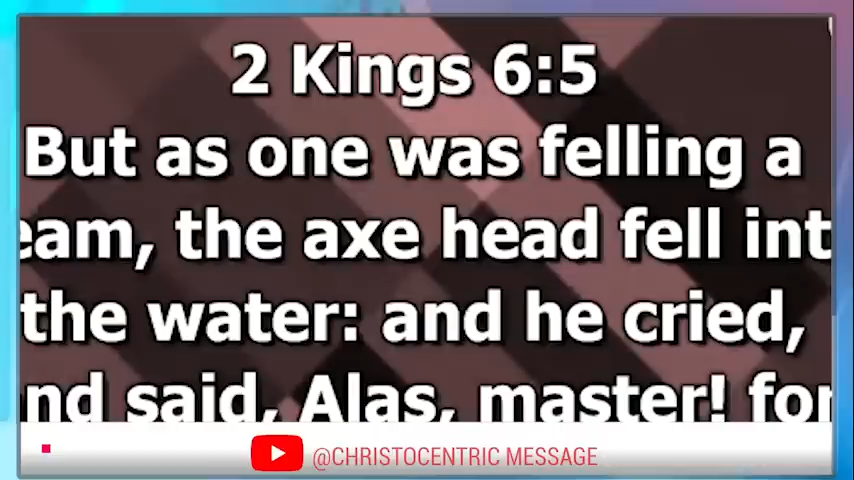 2 Kings 6:5
But as one was felling a
eam, the axe head fell int
the water: and he cried,
nd said, Alas, master! for
@CHRISTOCENTRIC MESSAGE